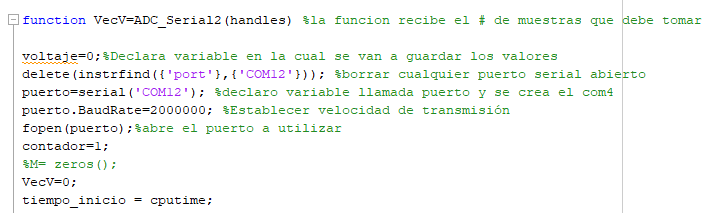 function VecV=ADC_Serial2(handles) %la funcion recibe el # de muestras que debe tomar
voltaje=0;%Declara variable en la cual se van a guardar los valores
delete(instrfind({'port'},{'COM12'})); %borrar cualquier puerto serial abierto
puerto=serial('COM12'); %declaro variable llamada puerto y se crea el com4
puerto.BaudRate=2000000; %Establecer velocidad de transmisión
fopen(puerto);%abre el puerto a utilizar
contador=1;
%M= zeros();
VecV=0;
tiempo_inicio = cputime;